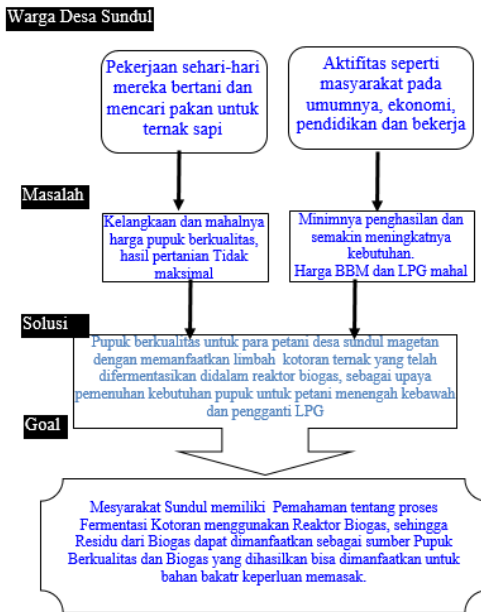 Warga Desa Sundul
Pekerjaan sehari-hari
mereka bertani dan
mencari pakan untuk
ternak sapi
Aktifitas seperti
masyarakat pada
umumnya, ekonomi,
pendidikan dan bekerja
Masalah
Kelangkaan dan mahalnya
harga pupuk berkualitas,
hasil pertanian Tidak
maksimal
Minimnya penghasilan dan
semakin meningkatnya
kebutuhan.
Harga BBM dan LPG mahal
Solusi
Pupuk berkualitas untuk para petani desa sundul magetan
dengan memanfaatkan limbah kotoran ternak yang telah
difermentasikan didalam reaktor biogas, sebagai upaya
pemenuhan kebutuhan pupuk untuk petani menengah kebawah
dan pengganti LPG
Goal
Mesyarakat Sundul memiliki Pemahaman tentang proses
Fermentasi Kotoran menggunakan Reaktor Biogas, sehingga
Residu dari Biogas dapat dimanfaatkan sebagai sumber Pupuk
Berkualitas dan Biogas yang dihasilkan bisa dimanfaatkan untuk
bahan bakatr keperluan memasak.